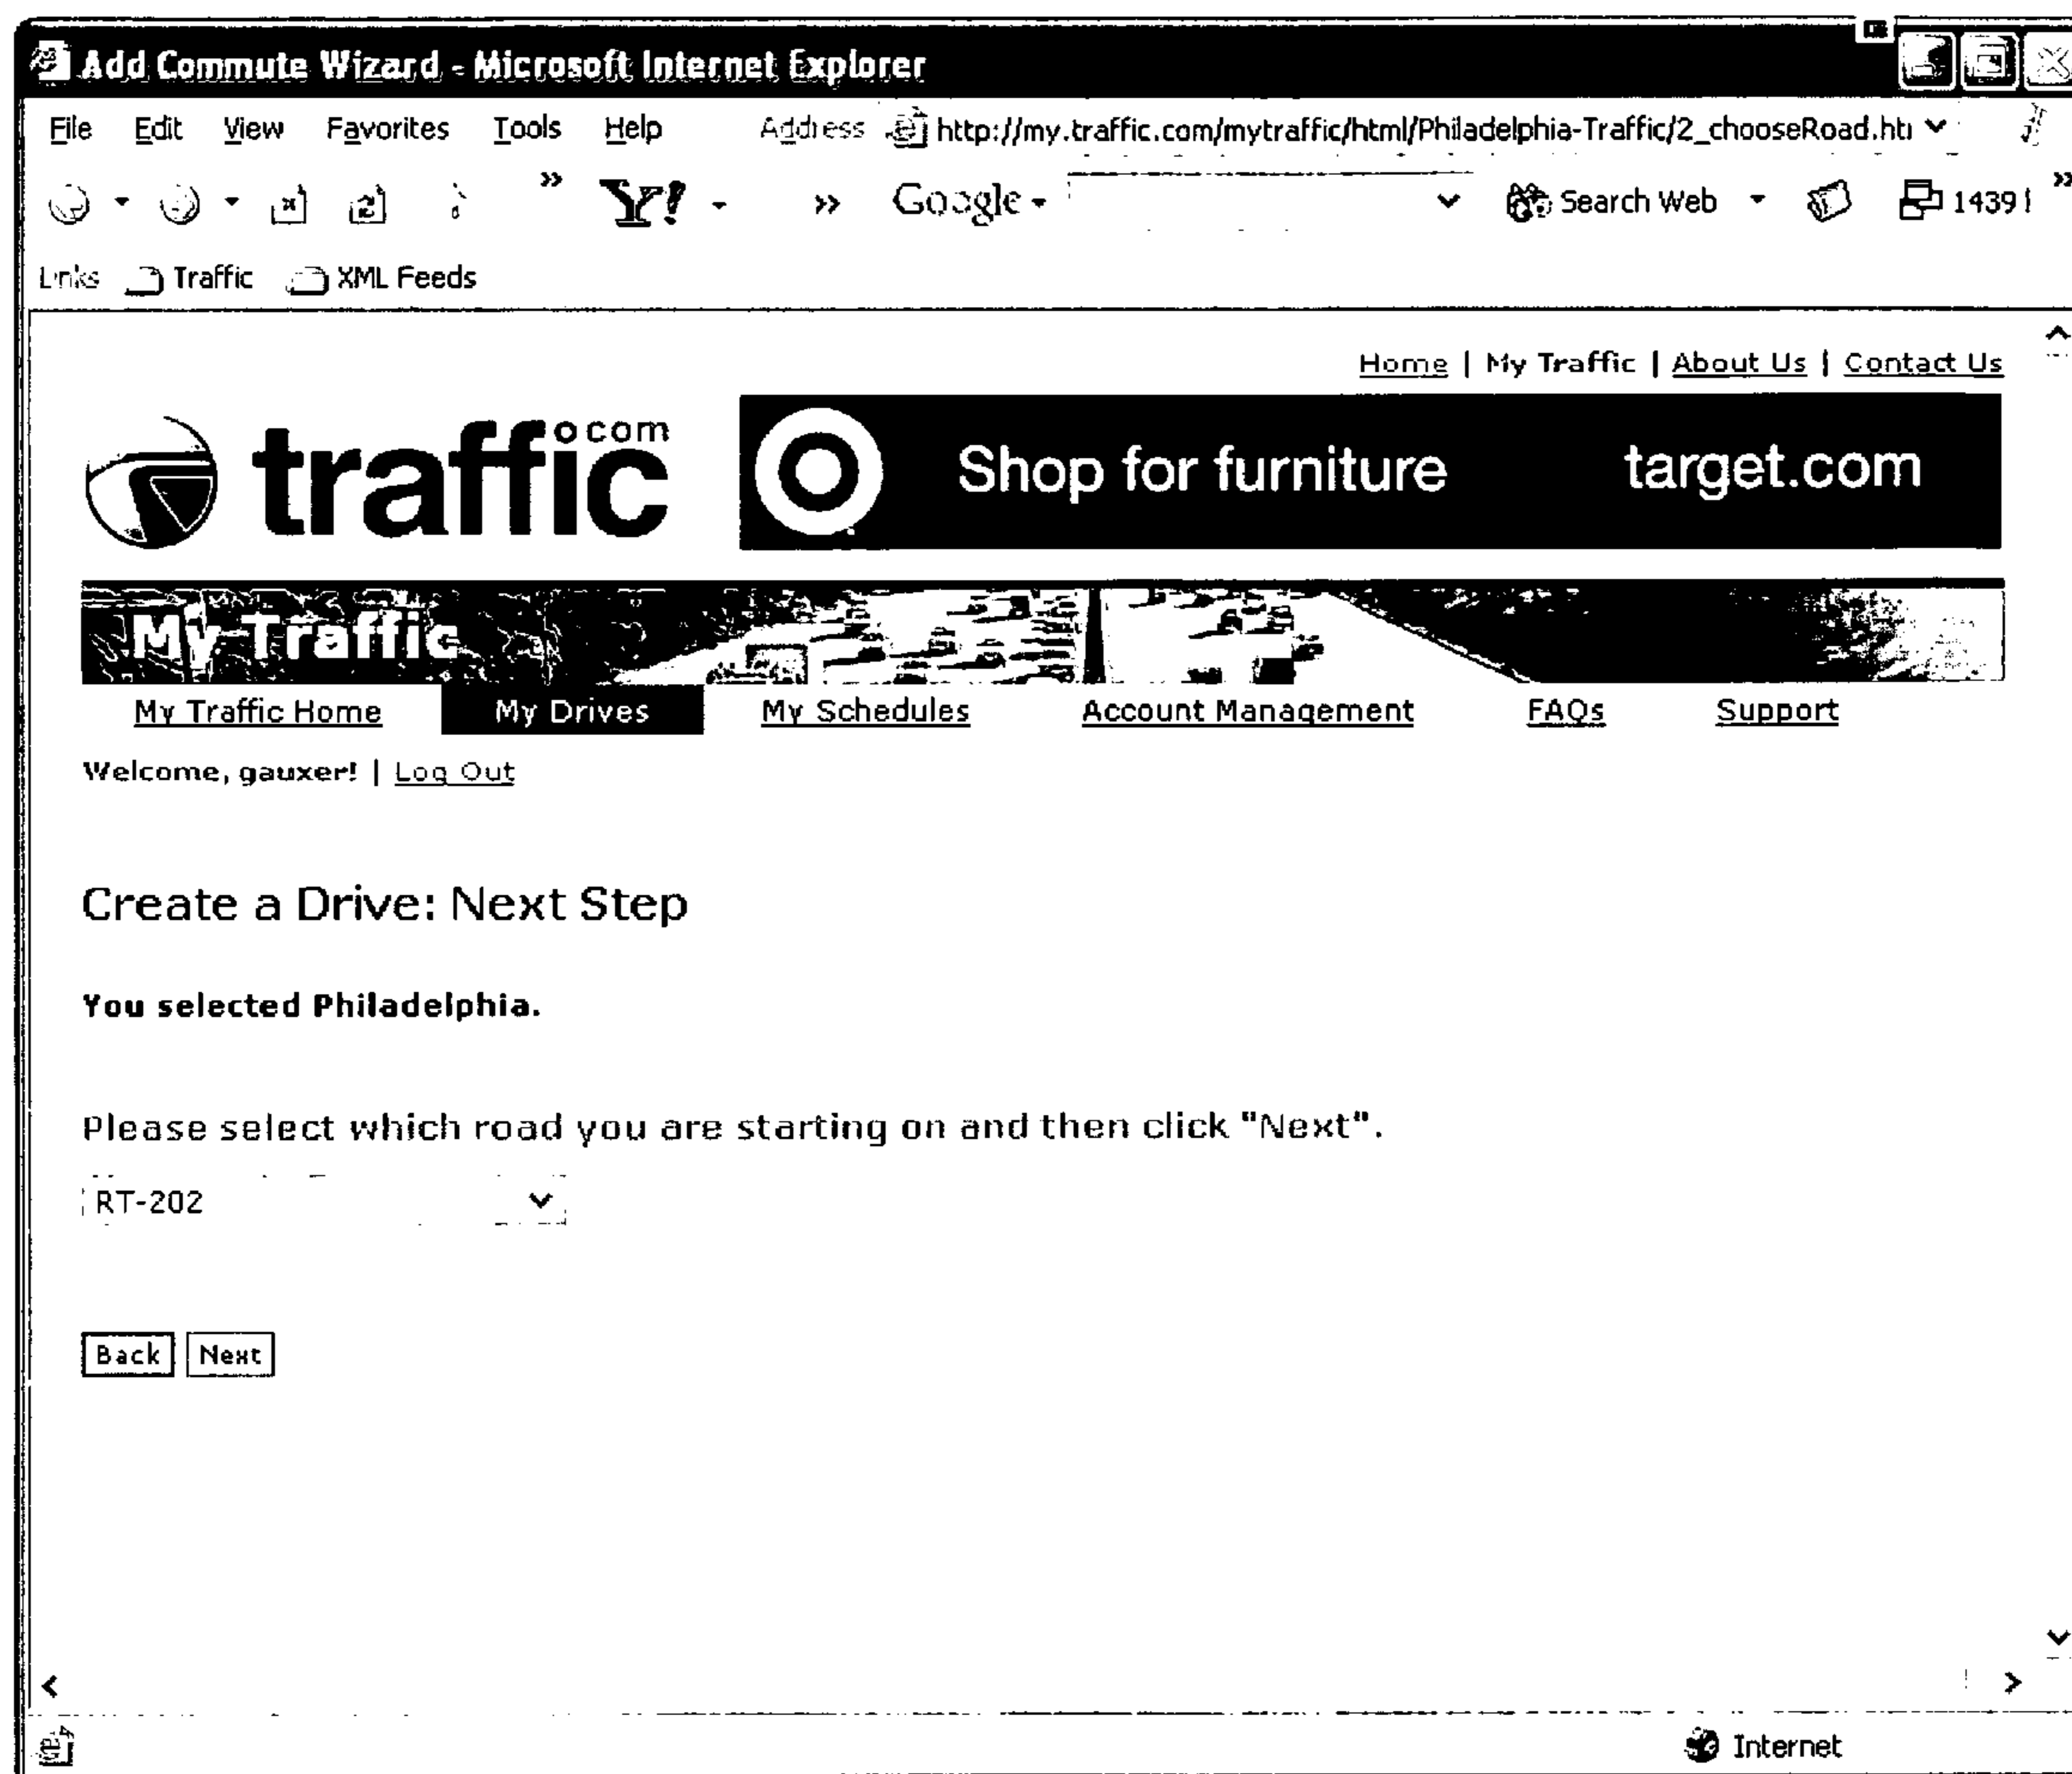 Add Commute Wizard - Microsoft Internet Explorer
File Edit View Favorites Tools Help Address http://my.traffic.com/mytraffic/html/Philadelphia-Traffic/2_chooseRoad.ht
» Y! » Google Search Web 1439 »
Links Traffic XML Feeds
Home | My Traffic | About Us | Contact Us
traffic.com Shop for furniture target.com
My Traffic
My Traffic Home My Drives My Schedules Account Management FAQs Support
Welcome, gauxer! | Log Out
Create a Drive: Next Step
You selected Philadelphia.
Please select which road you are starting on and then click "Next".
RT-202
Back Next
Internet